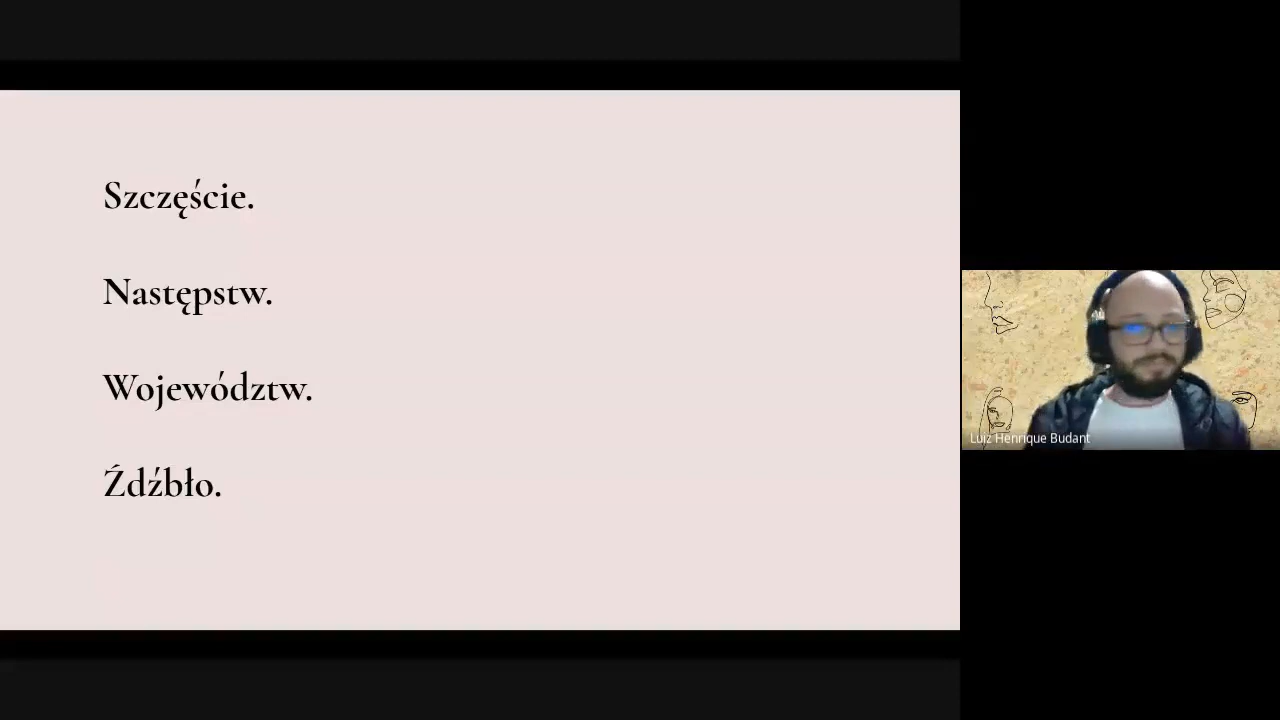 Szczęście.
Następstw.
Województw.
Źdźbło.
Luiz Henrique Budant